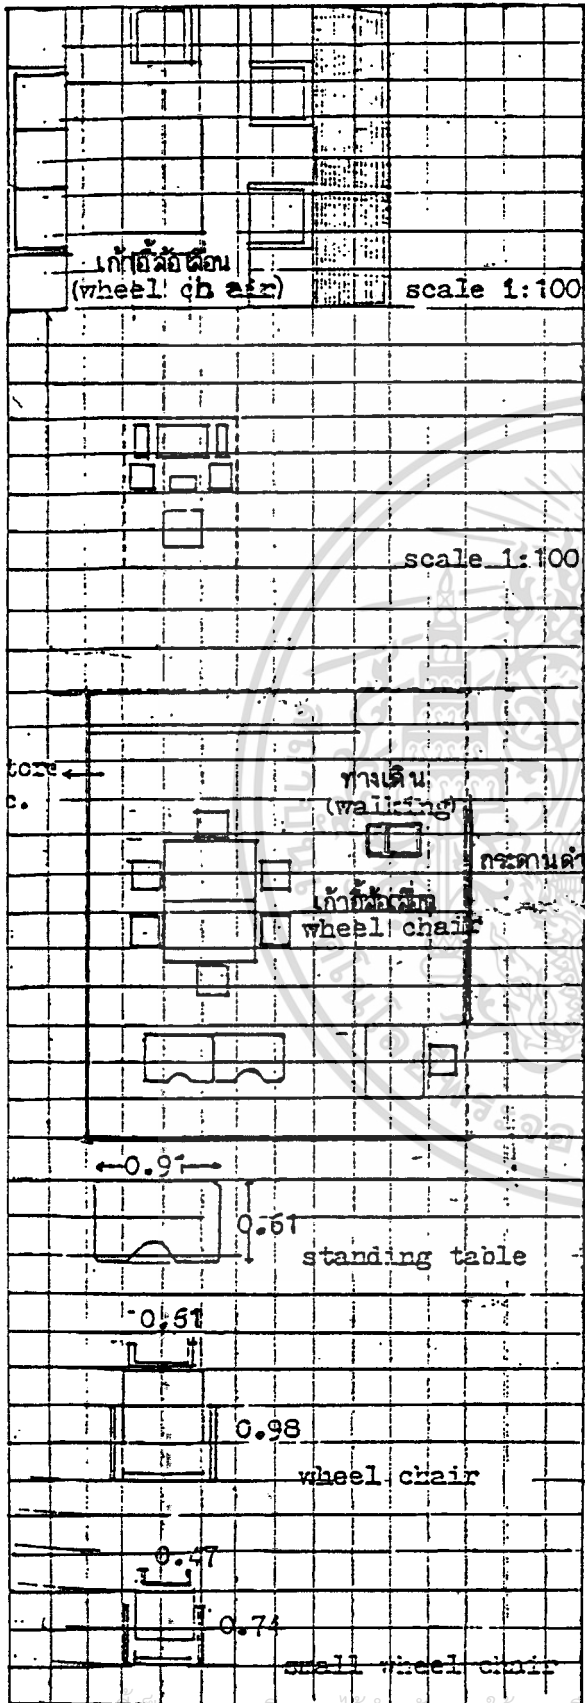 เก้าอี้ล้อเลื่อน
(wheel chair) scale 1:100
scale 1:100
tore
c.
ทางเดิน
(walking)
กระดานดำ
เก้าอี้ล้อเลื่อน
wheel chair
0.91
0.61
standing table
0.61
0.98
wheel chair
0.47
0.74
small wheel chair